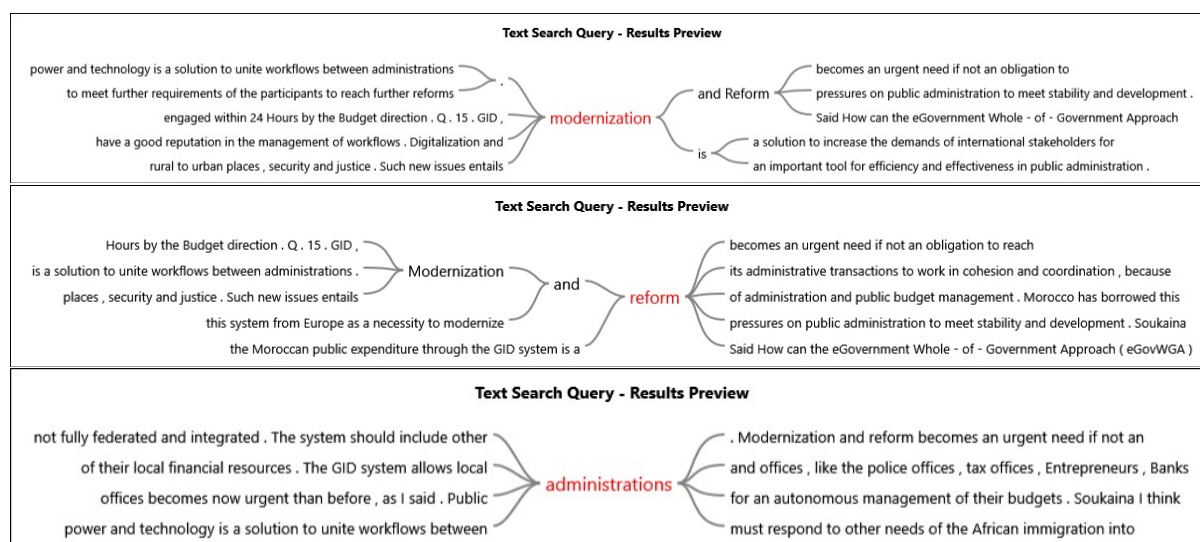 Text Search Query - Results Preview
power and technology is a solution to unite workflows between administrations
to meet further requirements of the participants to reach further reforms
.
engaged within 24 Hours by the Budget direction . Q . 15 . GID ,
have a good reputation in the management of workflows . Digitalization and
rural to urban places , security and justice . Such new issues entails
modernization
and Reform
becomes an urgent need if not an obligation to
pressures on public administration to meet stability and development .
Said How can the eGovernment Whole - of - Government Approach
is
a solution to increase the demands of international stakeholders for
an important tool for efficiency and effectiveness in public administration .
Text Search Query - Results Preview
Hours by the Budget direction . Q . 15 . GID ,
is a solution to unite workflows between administrations .
places , security and justice . Such new issues entails
Modernization
this system from Europe as a necessity to modernize
and
the Moroccan public expenditure through the GID system is a
reform
becomes an urgent need if not an obligation to reach
its administrative transactions to work in cohesion and coordination , because
of administration and public budget management . Morocco has borrowed this
pressures on public administration to meet stability and development . Soukaina
Said How can the eGovernment Whole - of - Government Approach ( eGovWGA )
Text Search Query - Results Preview
not fully federated and integrated . The system should include other
of their local financial resources . The GID system allows local
offices becomes now urgent than before , as I said . Public
power and technology is a solution to unite workflows between
administrations
. Modernization and reform becomes an urgent need if not an
and offices , like the police offices , tax offices , Entrepreneurs , Banks
for an autonomous management of their budgets . Soukaina I think
must respond to other needs of the African immigration into